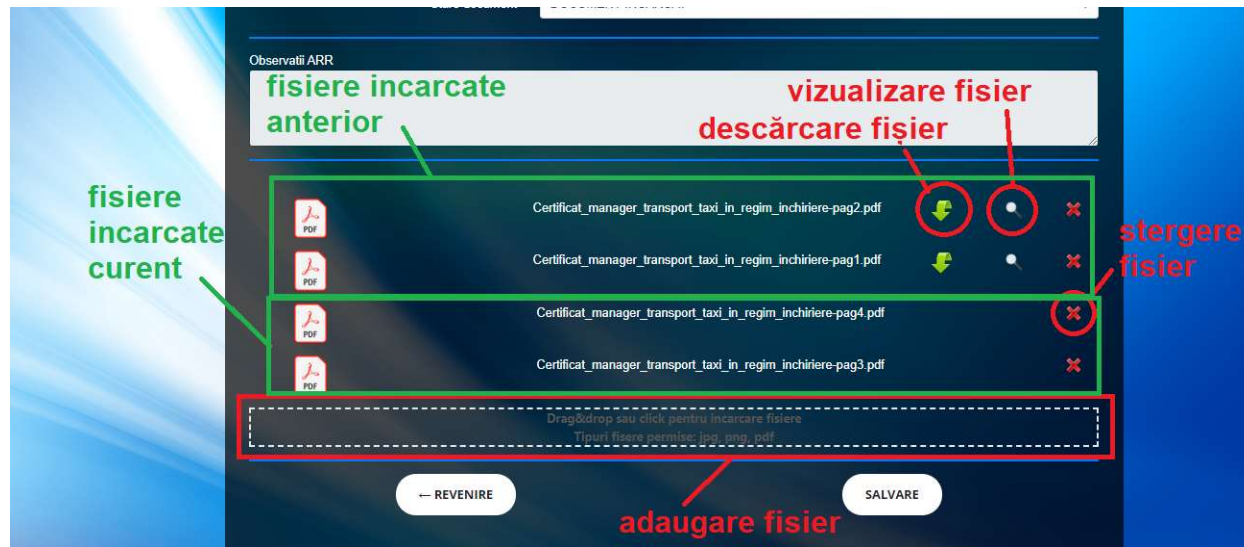 Observatii ARR
fisiere incarcate
anterior
vizualizare fisier
descărcare fișier
fisiere
incarcate
curent
PDF
Certificat_manager_transport_taxi_in_regim_inchiriere-pag2.pdf
PDF
Certificat_manager_transport_taxi_in_regim_inchiriere-pag1.pdf
stergere
fisier
PDF
Certificat_manager_transport_taxi_in_regim_inchiriere-pag4.pdf
PDF
Certificat_manager_transport_taxi_in_regim_inchiriere-pag3.pdf
Drag&drop sau click pentru incarcare fisiere
Tipuri fisere permise: jpg, png, pdf
← REVENIRE
SALVARE
adaugare fisier